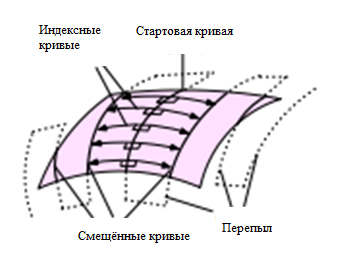 Индексные
кривые
Стартовая кривая
Смещённые кривые
Перепыл